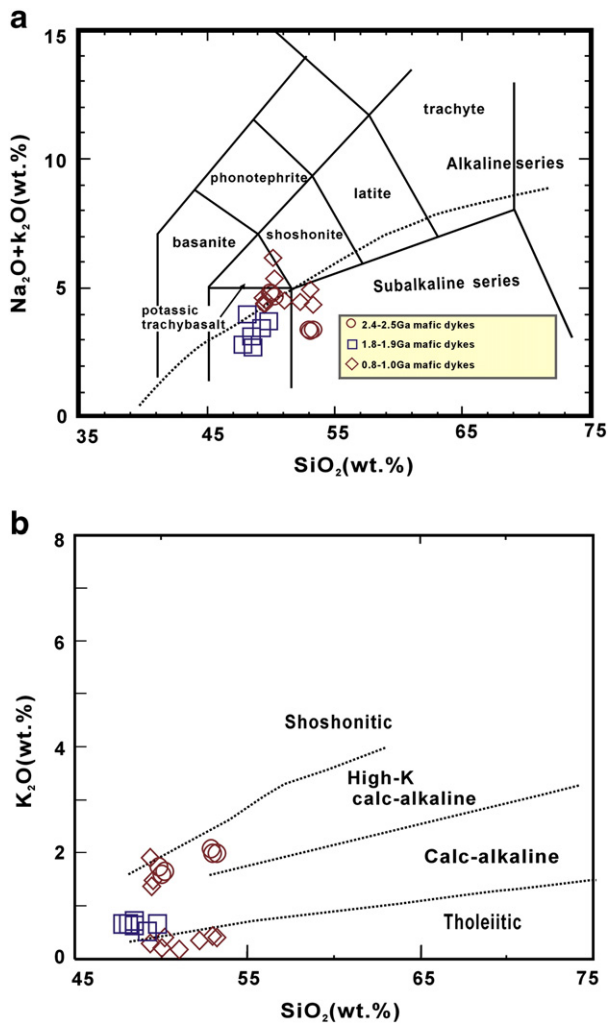 a
15
10
5
0
Na₂O+k₂O(wt.%)
trachyte
Alkaline series
phonotephrite
latite
basanite
shoshonite
Subalkaline series
potassic
trachybasalt
2.4-2.5Ga mafic dykes
1.8-1.9Ga mafic dykes
0.8-1.0Ga mafic dykes
35 45 55 65 75
SiO₂(wt.%)
b
8
6
4
2
0
K₂O(wt.%)
Shoshonitic
High-K
calc-alkaline
Calc-alkaline
Tholeiitic
45 55 65 75
SiO₂(wt.%)